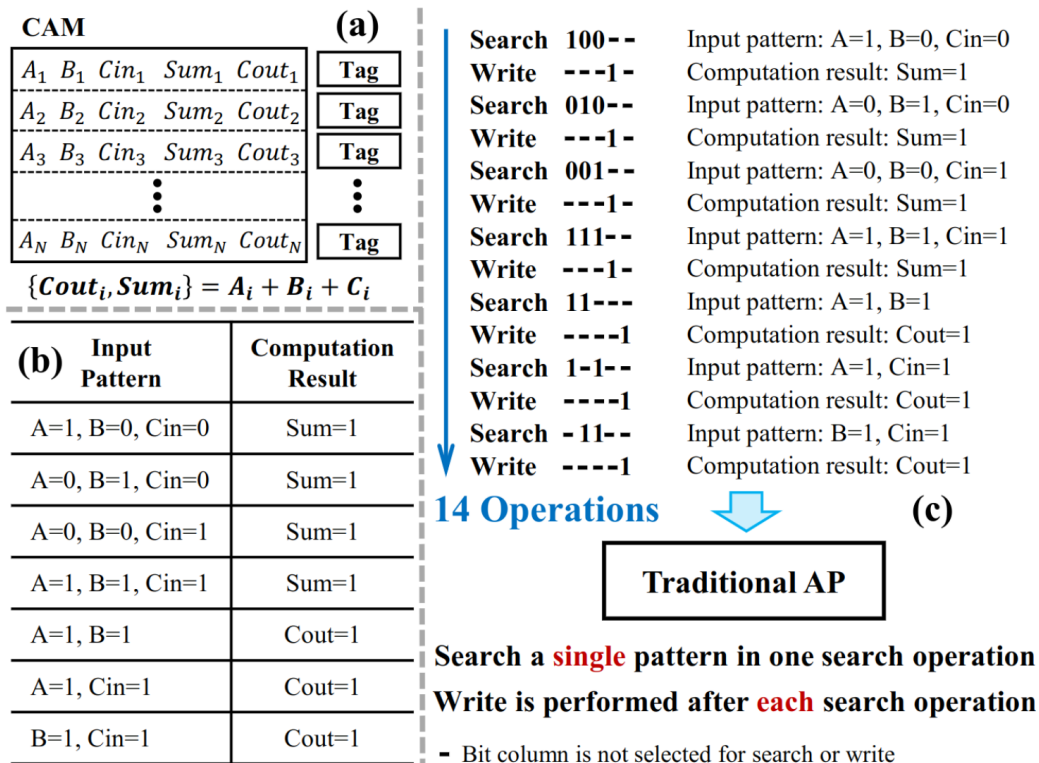 CAM (a)
A₁ B₁ Cin₁ Sum₁ Cout₁ Tag
A₂ B₂ Cin₂ Sum₂ Cout₂ Tag
A₃ B₃ Cin₃ Sum₃ Cout₃ Tag
A_N B_N Cin_N Sum_N Cout_N Tag
{Coutᵢ, Sumᵢ} = Aᵢ + Bᵢ + Cᵢ
(b) Input Pattern Computation Result
A=1, B=0, Cin=0 Sum=1
A=0, B=1, Cin=0 Sum=1
A=0, B=0, Cin=1 Sum=1
A=1, B=1, Cin=1 Sum=1
A=1, B=1 Cout=1
A=1, Cin=1 Cout=1
B=1, Cin=1 Cout=1
Search 100-- Input pattern: A=1, B=0, Cin=0
Write ---1- Computation result: Sum=1
Search 010-- Input pattern: A=0, B=1, Cin=0
Write ---1- Computation result: Sum=1
Search 001-- Input pattern: A=0, B=0, Cin=1
Write ---1- Computation result: Sum=1
Search 111-- Input pattern: A=1, B=1, Cin=1
Write ---1- Computation result: Sum=1
Search 11--- Input pattern: A=1, B=1
Write ----1 Computation result: Cout=1
Search 1-1-- Input pattern: A=1, Cin=1
Write ----1 Computation result: Cout=1
Search -11-- Input pattern: B=1, Cin=1
Write ----1 Computation result: Cout=1
14 Operations (c)
Traditional AP
Search a single pattern in one search operation
Write is performed after each search operation
- Bit column is not selected for search or write